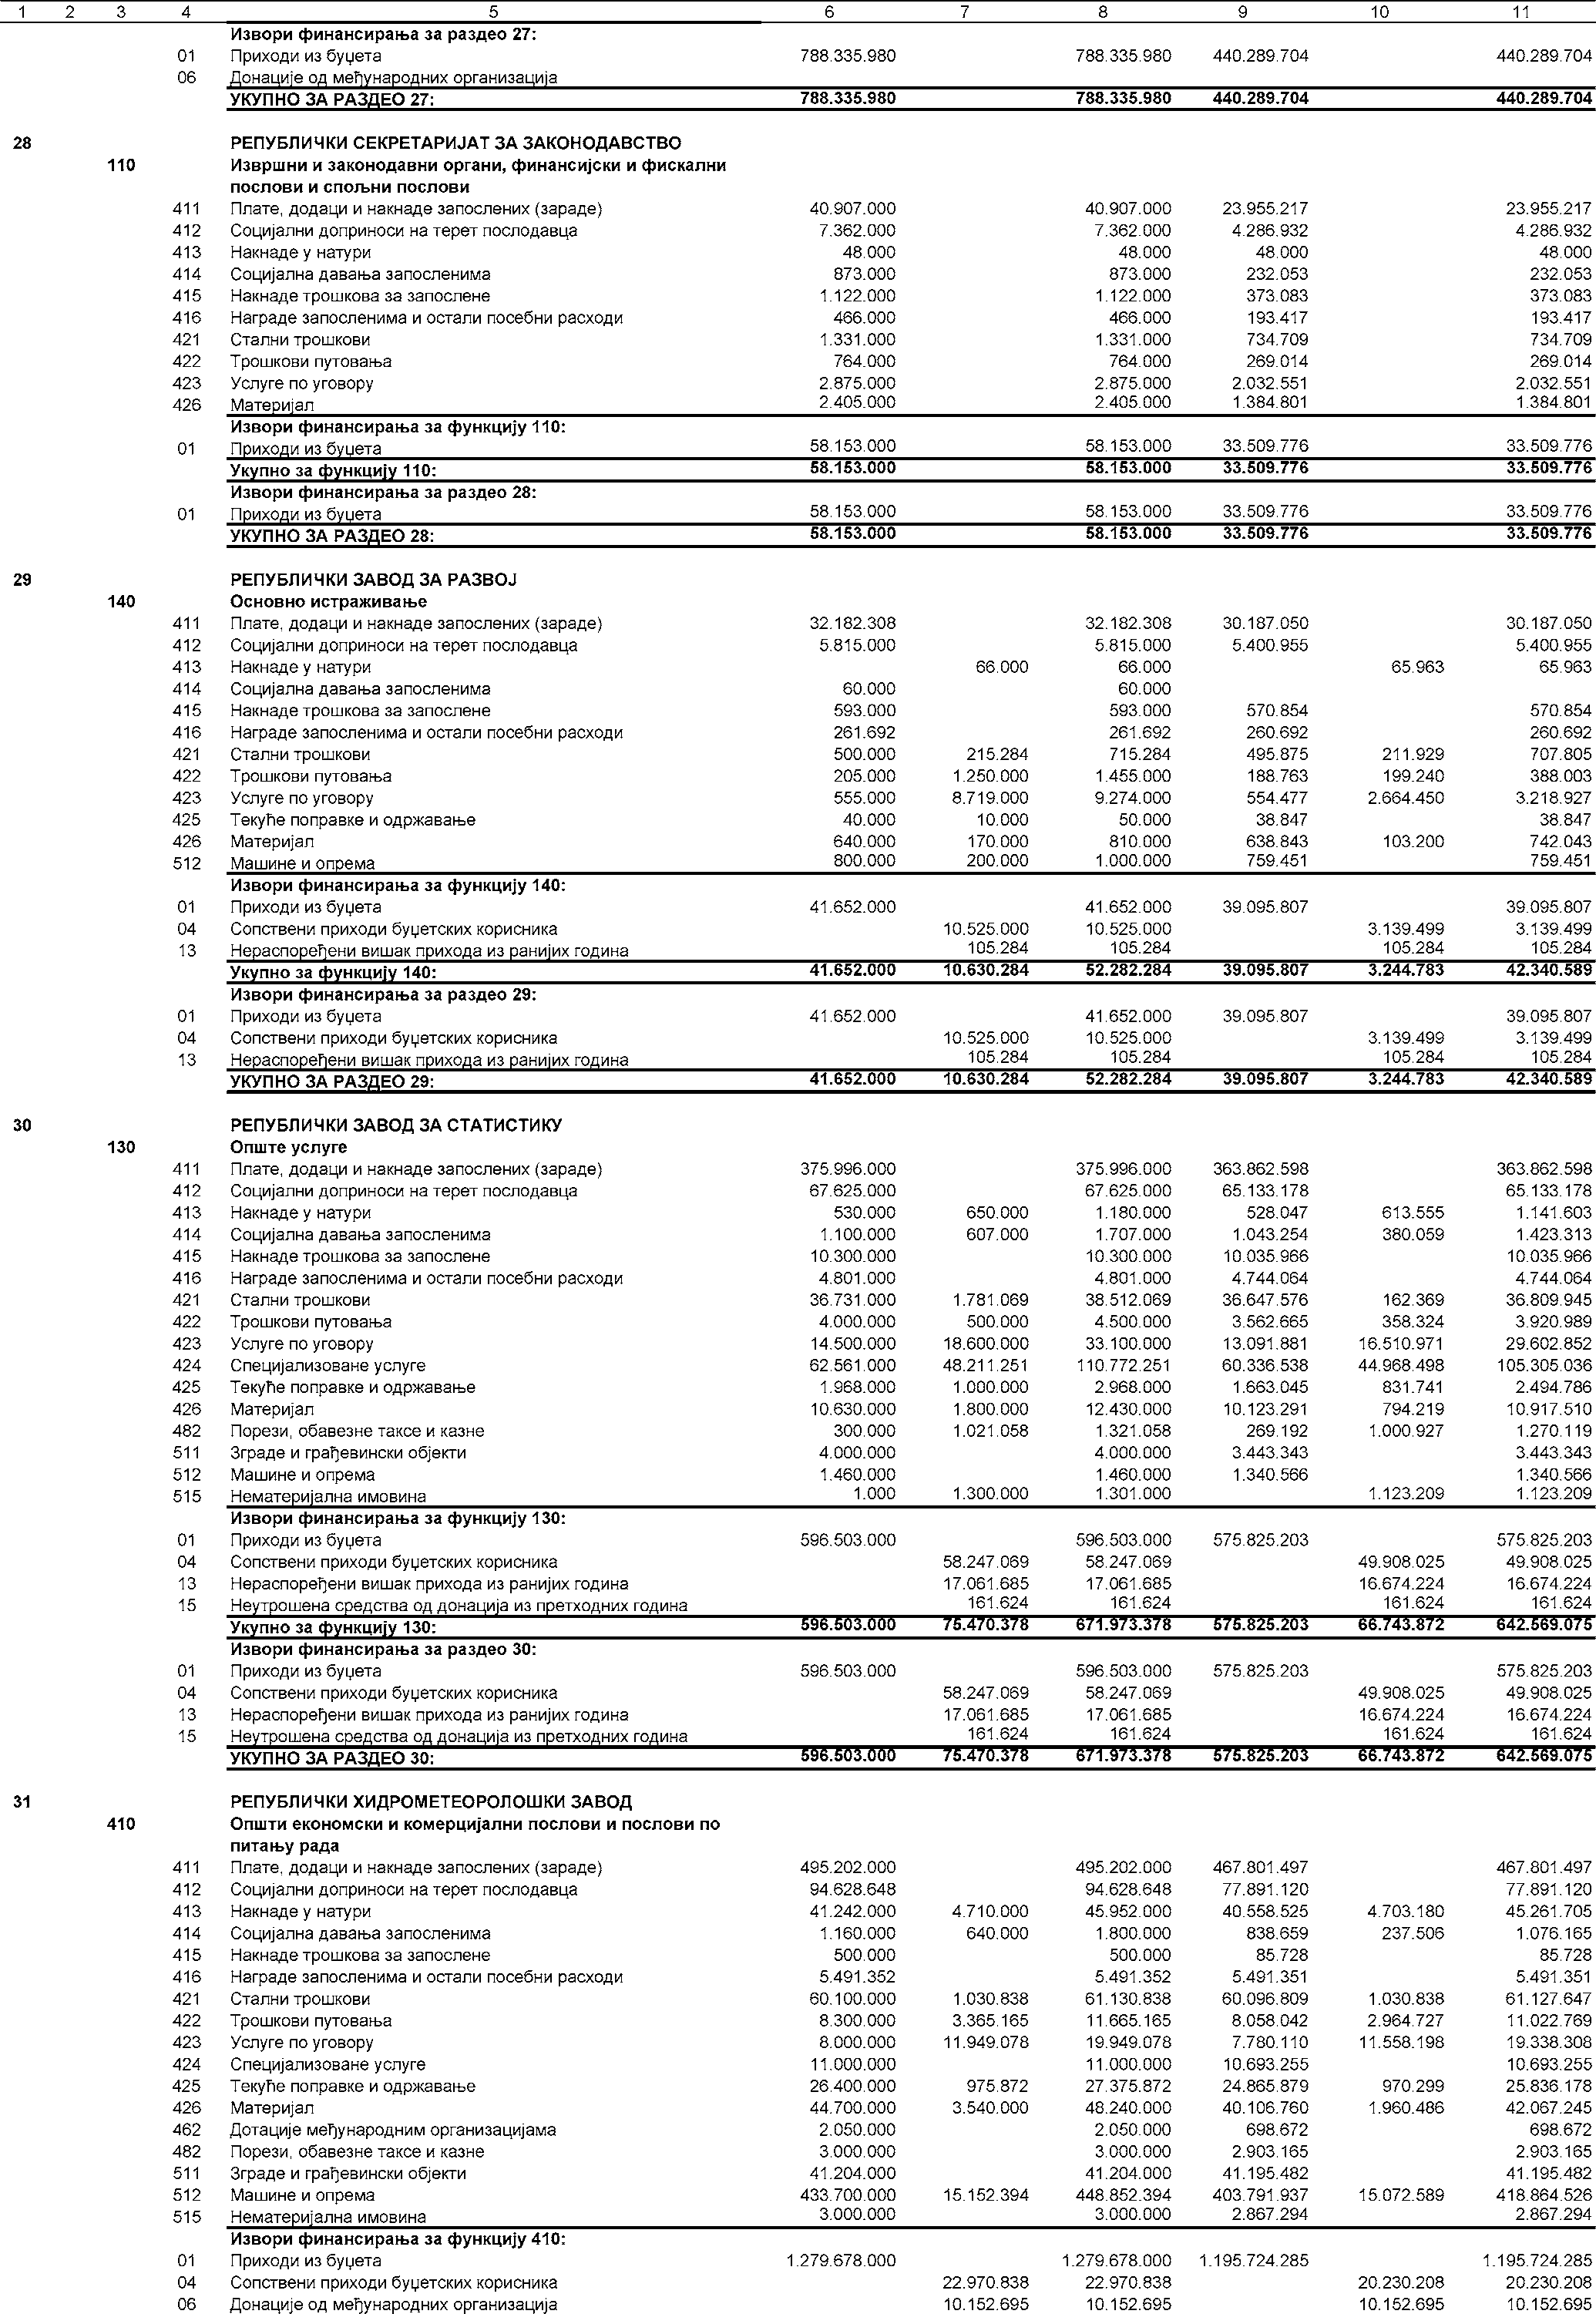 1 2 3 4 5 6 7 8 9 10 11
Извори финансирања за раздео 27:
01 Приходи из буџета 788.335.980 788.335.980 440.289.704 440.289.704
06 Донације од међународних организација
УКУПНО ЗА РАЗДЕО 27: 788.335.980 788.335.980 440.289.704 440.289.704
28 РЕПУБЛИЧКИ СЕКРЕТАРИЈАТ ЗА ЗАКОНОДАВСТВО
110 Извршни и законодавни органи, финансијски и фискални
послови и спољни послови
411 Плате, додаци и накнаде запослених (зараде) 40.907.000 40.907.000 23.955.217 23.955.217
412 Социјални доприноси на терет послодавца 7.362.000 7.362.000 4.286.932 4.286.932
413 Накнаде у натури 48.000 48.000 48.000 48.000
414 Социјална давања запосленима 873.000 873.000 232.053 232.053
415 Накнаде трошкова за запослене 1.122.000 1.122.000 373.083 373.083
416 Награде запосленима и остали посебни расходи 466.000 466.000 193.417 193.417
421 Стални трошкови 1.331.000 1.331.000 734.709 734.709
422 Трошкови путовања 764.000 764.000 269.014 269.014
423 Услуге по уговору 2.875.000 2.875.000 2.032.551 2.032.551
426 Материјал 2.405.000 2.405.000 1.384.801 1.384.801
Извори финансирања за функцију 110:
01 Приходи из буџета 58.153.000 58.153.000 33.509.776 33.509.776
Укупно за функцију 110: 58.153.000 58.153.000 33.509.776 33.509.776
Извори финансирања за раздео 28:
01 Приходи из буџета 58.153.000 58.153.000 33.509.776 33.509.776
УКУПНО ЗА РАЗДЕО 28: 58.153.000 58.153.000 33.509.776 33.509.776
29 РЕПУБЛИЧКИ ЗАВОД ЗА РАЗВОЈ
140 Основно истраживање
411 Плате, додаци и накнаде запослених (зараде) 32.182.308 32.182.308 30.187.050 30.187.050
412 Социјални доприноси на терет послодавца 5.815.000 5.815.000 5.400.955 5.400.955
413 Накнаде у натури 66.000 66.000 65.963 65.963
414 Социјална давања запосленима 60.000 60.000
415 Накнаде трошкова за запослене 593.000 593.000 570.854 570.854
416 Награде запосленима и остали посебни расходи 261.692 261.692 260.692 260.692
421 Стални трошкови 500.000 215.284 715.284 495.875 211.929 707.805
422 Трошкови путовања 205.000 1.250.000 1.455.000 188.763 199.240 388.003
423 Услуге по уговору 555.000 8.719.000 9.274.000 554.477 2.664.450 3.218.927
425 Текуће поправке и одржавање 40.000 10.000 50.000 38.847 38.847
426 Материјал 640.000 170.000 810.000 638.843 103.200 742.043
512 Машине и опрема 800.000 200.000 1.000.000 759.451 759.451
Извори финансирања за функцију 140:
01 Приходи из буџета 41.652.000 41.652.000 39.095.807 39.095.807
04 Сопствени приходи буџетских корисника 10.525.000 10.525.000 3.139.499 3.139.499
13 Нераспоређени вишак прихода из ранијих година 105.284 105.284 105.284 105.284
Укупно за функцију 140: 41.652.000 10.630.284 52.282.284 39.095.807 3.244.783 42.340.589
Извори финансирања за раздео 29:
01 Приходи из буџета 41.652.000 41.652.000 39.095.807 39.095.807
04 Сопствени приходи буџетских корисника 10.525.000 10.525.000 3.139.499 3.139.499
13 Нераспоређени вишак прихода из ранијих година 105.284 105.284 105.284 105.284
УКУПНО ЗА РАЗДЕО 29: 41.652.000 10.630.284 52.282.284 39.095.807 3.244.783 42.340.589
30 РЕПУБЛИЧКИ ЗАВОД ЗА СТАТИСТИКУ
130 Опште услуге
411 Плате, додаци и накнаде запослених (зараде) 375.996.000 375.996.000 363.862.598 363.862.598
412 Социјални доприноси на терет послодавца 67.625.000 67.625.000 65.133.178 65.133.178
413 Накнаде у натури 530.000 650.000 1.180.000 528.047 613.555 1.141.603
414 Социјална давања запосленима 1.100.000 607.000 1.707.000 1.043.254 380.059 1.423.313
415 Накнаде трошкова за запослене 10.300.000 10.300.000 10.035.966 10.035.966
416 Награде запосленима и остали посебни расходи 4.801.000 4.801.000 4.744.064 4.744.064
421 Стални трошкови 36.731.000 1.781.069 38.512.069 36.647.576 162.369 36.809.945
422 Трошкови путовања 4.000.000 500.000 4.500.000 3.562.665 358.324 3.920.989
423 Услуге по уговору 14.500.000 18.600.000 33.100.000 13.091.881 16.510.971 29.602.852
424 Специјализоване услуге 62.561.000 48.211.251 110.772.251 60.336.538 44.968.498 105.305.036
425 Текуће поправке и одржавање 1.968.000 1.000.000 2.968.000 1.663.045 831.741 2.494.786
426 Материјал 10.630.000 1.800.000 12.430.000 10.123.291 794.219 10.917.510
482 Порези, обавезне таксе и казне 300.000 1.021.058 1.321.058 269.192 1.000.927 1.270.119
511 Зграде и грађевински објекти 4.000.000 4.000.000 3.443.343 3.443.343
512 Машине и опрема 1.460.000 1.460.000 1.340.566 1.340.566
515 Нематеријална имовина 1.000 1.300.000 1.301.000 1.123.209 1.123.209
Извори финансирања за функцију 130:
01 Приходи из буџета 596.503.000 596.503.000 575.825.203 575.825.203
04 Сопствени приходи буџетских корисника 58.247.069 58.247.069 49.908.025 49.908.025
13 Нераспоређени вишак прихода из ранијих година 17.061.685 17.061.685 16.674.224 16.674.224
15 Неутрошена средства од донација из претходних година 161.624 161.624 161.624 161.624
Укупно за функцију 130: 596.503.000 75.470.378 671.973.378 575.825.203 66.743.872 642.569.075
Извори финансирања за раздео 30:
01 Приходи из буџета 596.503.000 596.503.000 575.825.203 575.825.203
04 Сопствени приходи буџетских корисника 58.247.069 58.247.069 49.908.025 49.908.025
13 Нераспоређени вишак прихода из ранијих година 17.061.685 17.061.685 16.674.224 16.674.224
15 Неутрошена средства од донација из претходних година 161.624 161.624 161.624 161.624
УКУПНО ЗА РАЗДЕО 30: 596.503.000 75.470.378 671.973.378 575.825.203 66.743.872 642.569.075
31 РЕПУБЛИЧКИ ХИДРОМЕТЕОРОЛОШКИ ЗАВОД
410 Општи економски и комерцијални послови и послови по
питању рада
411 Плате, додаци и накнаде запослених (зараде) 495.202.000 495.202.000 467.801.497 467.801.497
412 Социјални доприноси на терет послодавца 94.628.648 94.628.648 77.891.120 77.891.120
413 Накнаде у натури 41.242.000 4.710.000 45.952.000 40.558.525 4.703.180 45.261.705
414 Социјална давања запосленима 1.160.000 640.000 1.800.000 838.659 237.506 1.076.165
415 Накнаде трошкова за запослене 500.000 500.000 85.728 85.728
416 Награде запосленима и остали посебни расходи 5.491.352 5.491.352 5.491.351 5.491.351
421 Стални трошкови 60.100.000 1.030.838 61.130.838 60.096.809 1.030.838 61.127.647
422 Трошкови путовања 8.300.000 3.365.165 11.665.165 8.058.042 2.964.727 11.022.769
423 Услуге по уговору 8.000.000 11.949.078 19.949.078 7.780.110 11.558.198 19.338.308
424 Специјализоване услуге 11.000.000 11.000.000 10.693.255 10.693.255
425 Текуће поправке и одржавање 26.400.000 975.872 27.375.872 24.865.879 970.299 25.836.178
426 Материјал 44.700.000 3.540.000 48.240.000 40.106.760 1.960.486 42.067.245
462 Дотације међународним организацијама 2.050.000 2.050.000 698.672 698.672
482 Порези, обавезне таксе и казне 3.000.000 3.000.000 2.903.165 2.903.165
511 Зграде и грађевински објекти 41.204.000 41.204.000 41.195.482 41.195.482
512 Машине и опрема 433.700.000 15.152.394 448.852.394 403.791.937 15.072.589 418.864.526
515 Нематеријална имовина 3.000.000 3.000.000 2.867.294 2.867.294
Извори финансирања за функцију 410:
01 Приходи из буџета 1.279.678.000 1.279.678.000 1.195.724.285 1.195.724.285
04 Сопствени приходи буџетских корисника 22.970.838 22.970.838 20.230.208 20.230.208
06 Донације од међународних организација 10.152.695 10.152.695 10.152.695 10.152.695